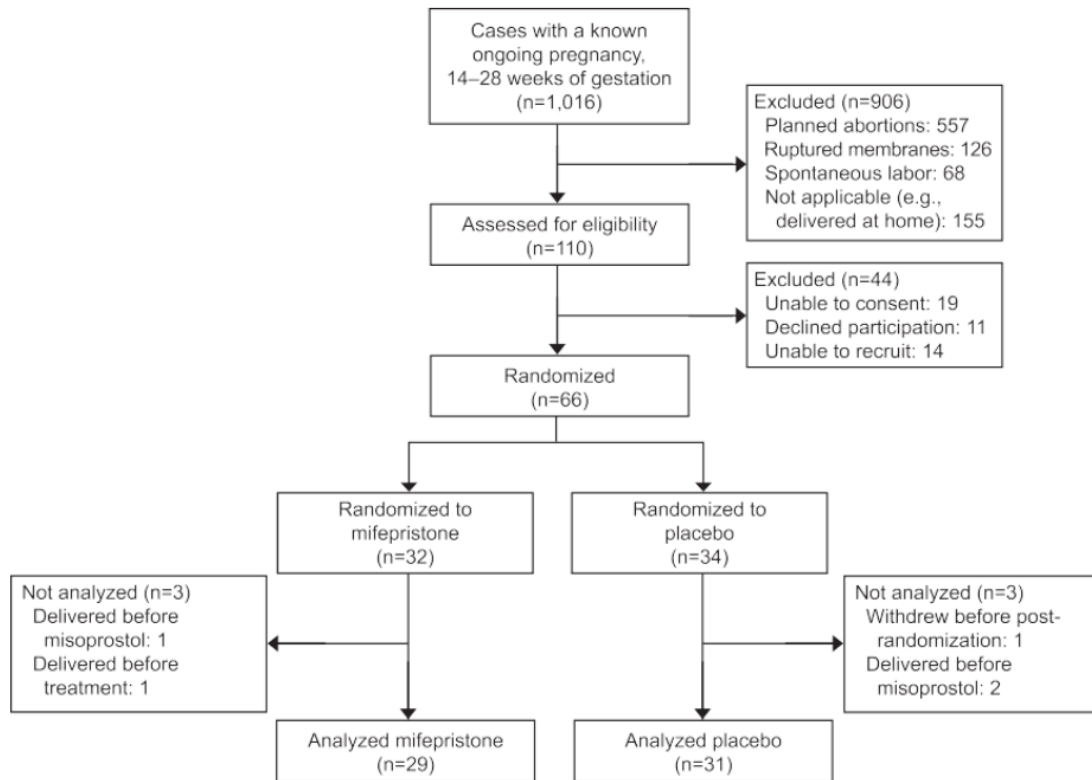 Cases with a known
ongoing pregnancy,
14–28 weeks of gestation
(n=1,016)
Excluded (n=906)
Planned abortions: 557
Ruptured membranes: 126
Spontaneous labor: 68
Not applicable (e.g.,
delivered at home): 155
Assessed for eligibility
(n=110)
Excluded (n=44)
Unable to consent: 19
Declined participation: 11
Unable to recruit: 14
Randomized
(n=66)
Randomized to
mifepristone
(n=32)
Randomized to
placebo
(n=34)
Not analyzed (n=3)
Delivered before
misoprostol: 1
Delivered before
treatment: 1
Not analyzed (n=3)
Withdrew before post-
randomization: 1
Delivered before
misoprostol: 2
Analyzed mifepristone
(n=29)
Analyzed placebo
(n=31)